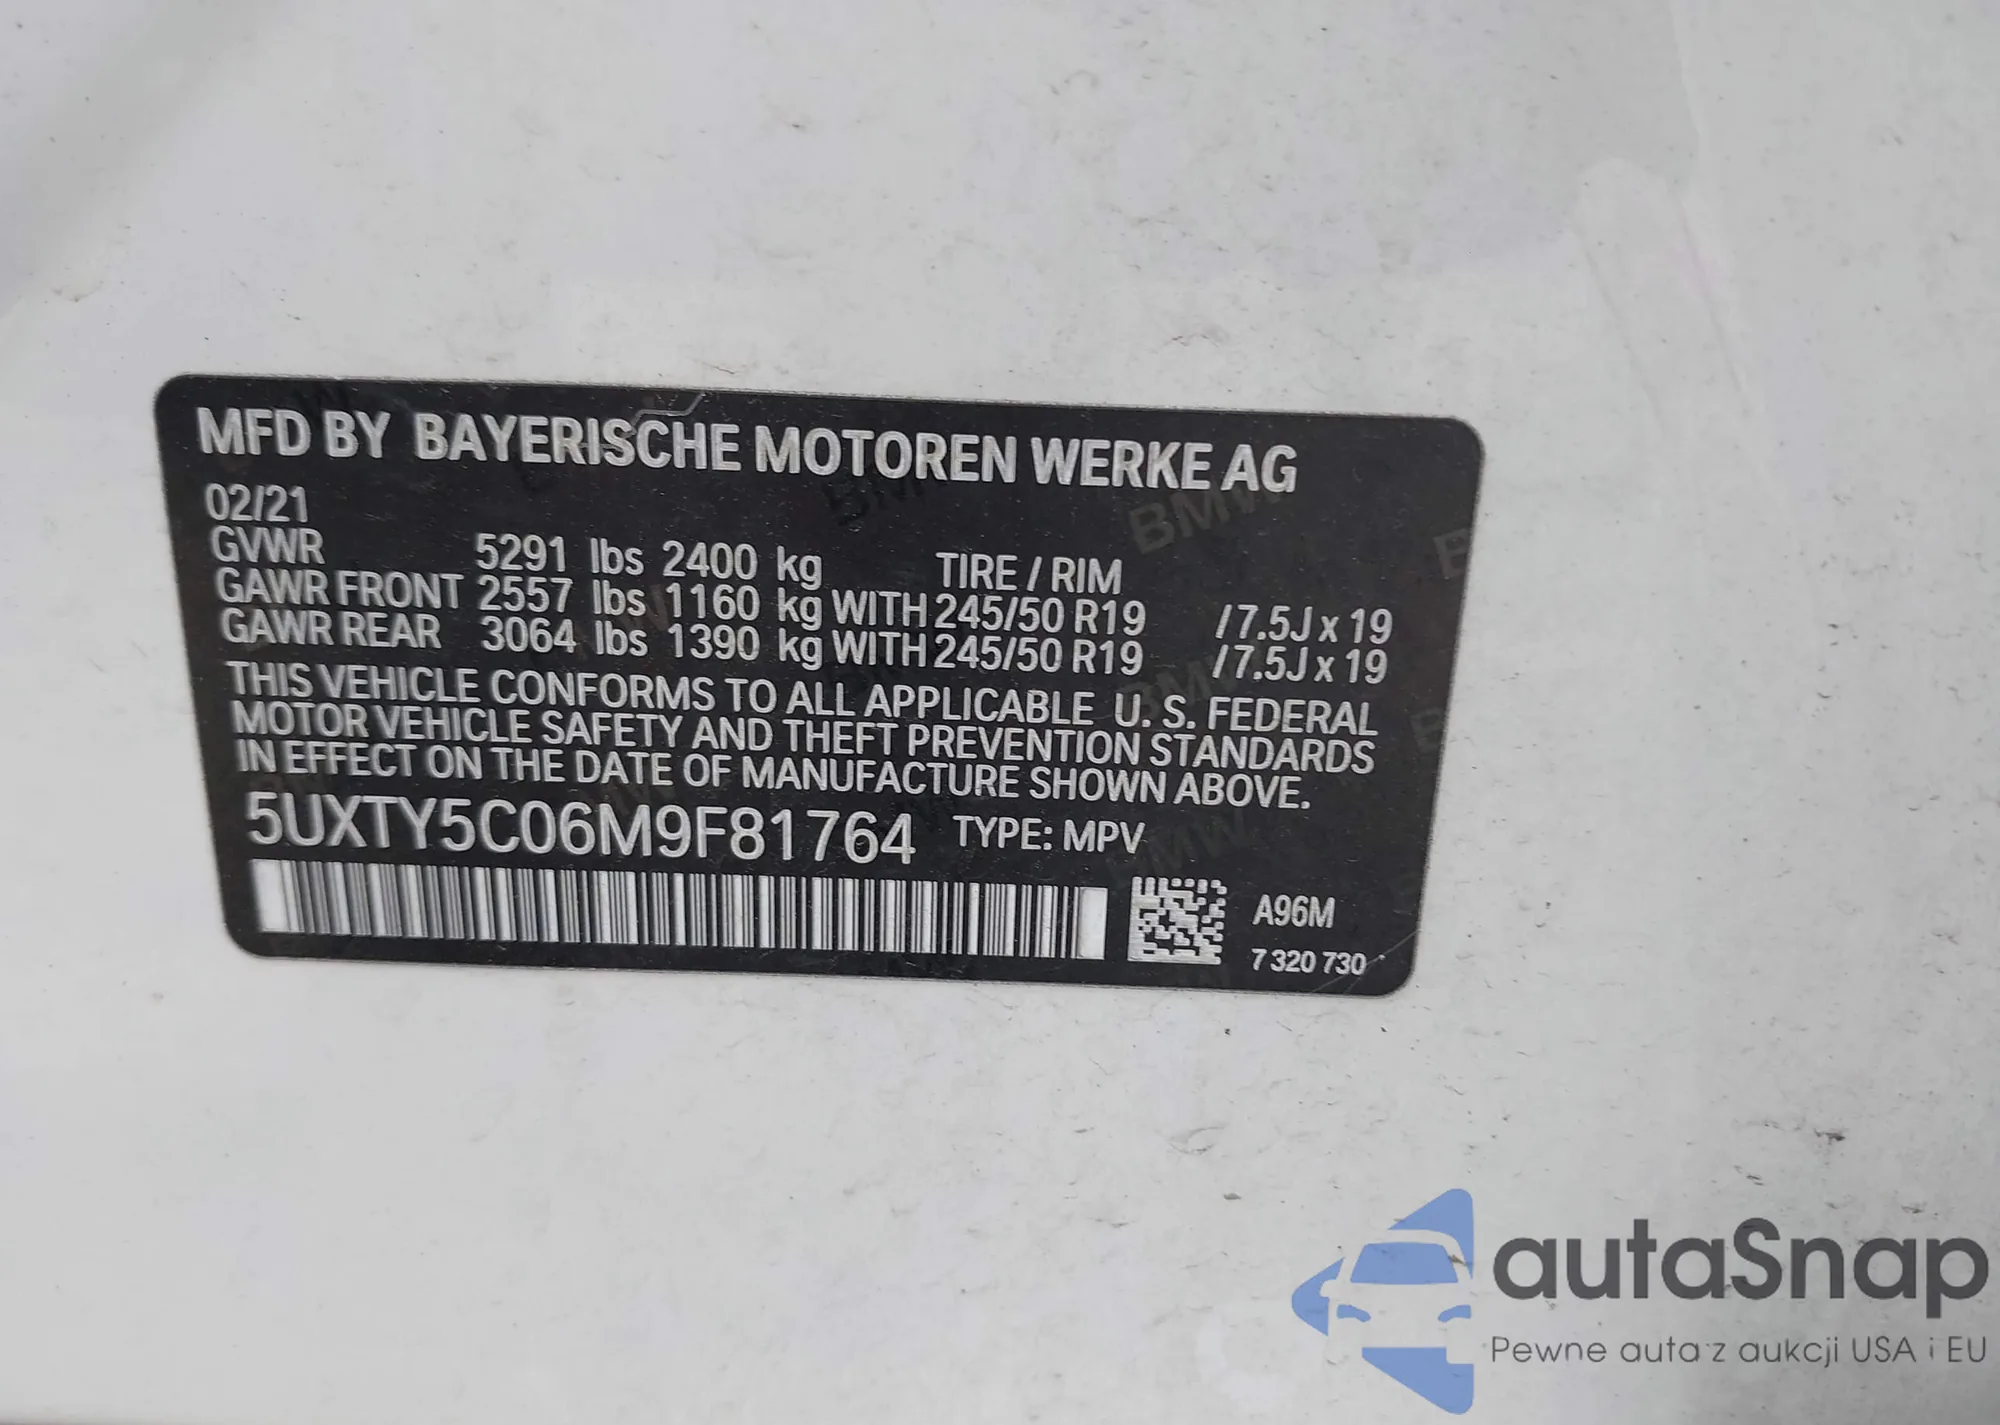 MFD BY BAYERISCHE MOTOREN WERKE AG
02/21
GVWR 5291 lbs 2400 kg TIRE / RIM
GAWR FRONT 2557 lbs 1160 kg WITH 245/50 R19 / 7.5J x 19
GAWR REAR 3064 lbs 1390 kg WITH 245/50 R19 / 7.5J x 19
THIS VEHICLE CONFORMS TO ALL APPLICABLE U. S. FEDERAL
MOTOR VEHICLE SAFETY AND THEFT PREVENTION STANDARDS
IN EFFECT ON THE DATE OF MANUFACTURE SHOWN ABOVE.
5UXTY5C06M9F81764 TYPE: MPV
A96M
7 320 730
autaSnap
Pewne auta z aukcji USA i EU